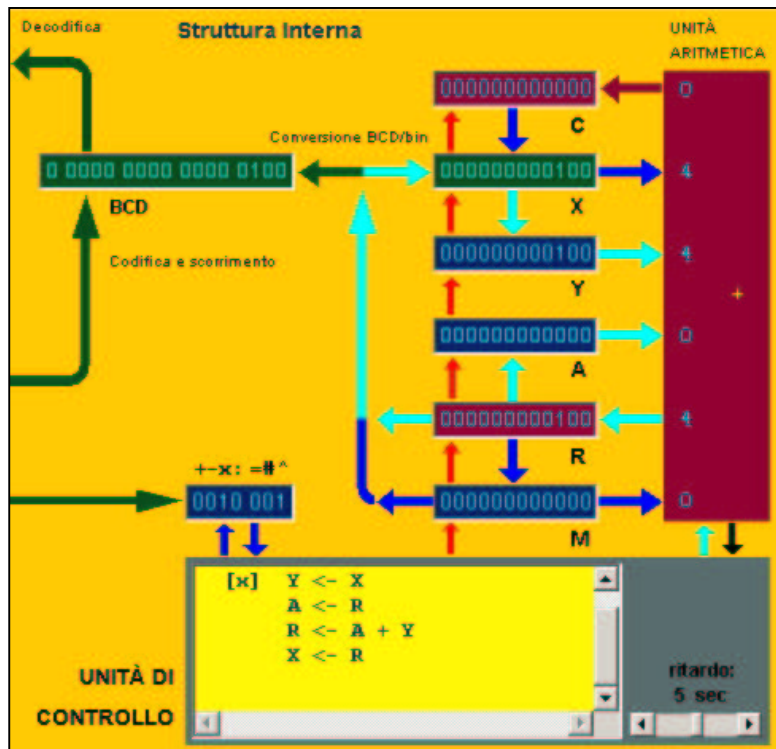 Decodifica
Struttura Interna
UNITÀ
ARITMETICA
000000000000
0
C
Conversione BCD/bin
0 0000 0000 0000 0100
000000000100
4
BCD
X
Codifica e scorrimento
000000000100
4
Y
+
000000000000
0
A
000000000100
4
R
+-x: =#^
0010 001
000000000000
0
M
[x] Y <- X
A <- R
R <- A + Y
X <- R
UNITÀ DI
CONTROLLO
ritardo:
5 sec